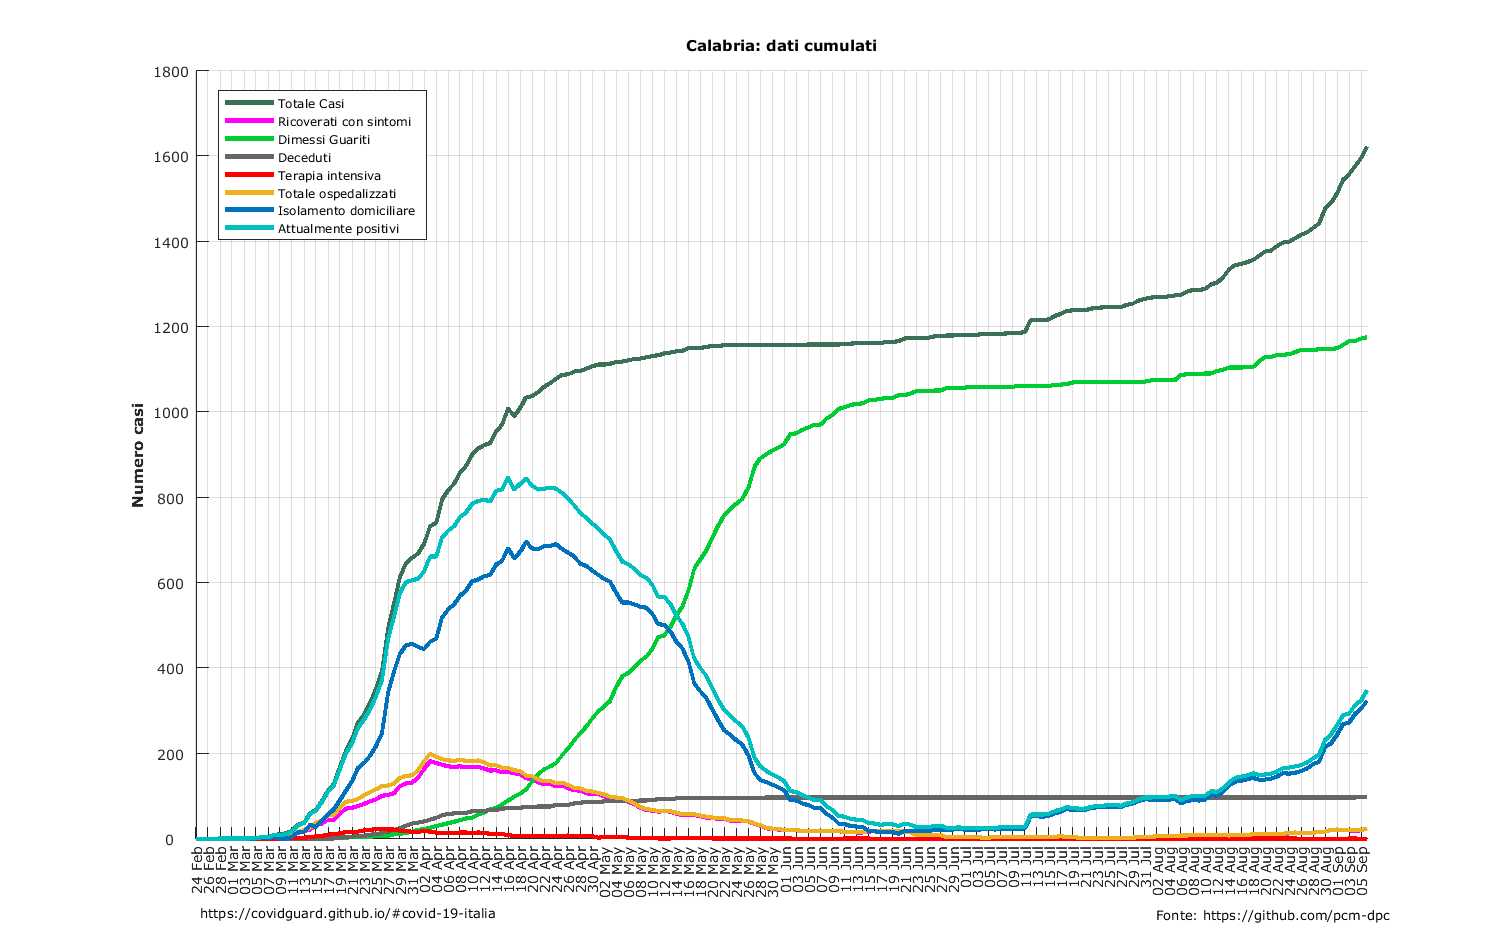 Calabria: dati cumulati
Numero casi
1800
1600
1400
1200
1000
800
600
400
200
0
Totale Casi
Ricoverati con sintomi
Dimessi Guariti
Deceduti
Terapia intensiva
Totale ospedalizzati
Isolamento domiciliare
Attualmente positivi
24 Feb
26 Feb
28 Feb
01 Mar
03 Mar
05 Mar
07 Mar
09 Mar
11 Mar
13 Mar
15 Mar
17 Mar
19 Mar
21 Mar
23 Mar
25 Mar
27 Mar
29 Mar
31 Mar
02 Apr
04 Apr
06 Apr
08 Apr
10 Apr
12 Apr
14 Apr
16 Apr
18 Apr
20 Apr
22 Apr
24 Apr
26 Apr
28 Apr
30 Apr
02 May
04 May
06 May
08 May
10 May
12 May
14 May
16 May
18 May
20 May
22 May
24 May
26 May
28 May
30 May
01 Jun
03 Jun
05 Jun
07 Jun
09 Jun
11 Jun
13 Jun
15 Jun
17 Jun
19 Jun
21 Jun
23 Jun
25 Jun
27 Jun
29 Jun
01 Jul
03 Jul
05 Jul
07 Jul
09 Jul
11 Jul
13 Jul
15 Jul
17 Jul
19 Jul
21 Jul
23 Jul
25 Jul
27 Jul
29 Jul
31 Jul
02 Aug
04 Aug
06 Aug
08 Aug
10 Aug
12 Aug
14 Aug
16 Aug
18 Aug
20 Aug
22 Aug
24 Aug
26 Aug
28 Aug
30 Aug
01 Sep
03 Sep
05 Sep
https://covidguard.github.io/#covid-19-italia
Fonte: https://github.com/pcm-dpc